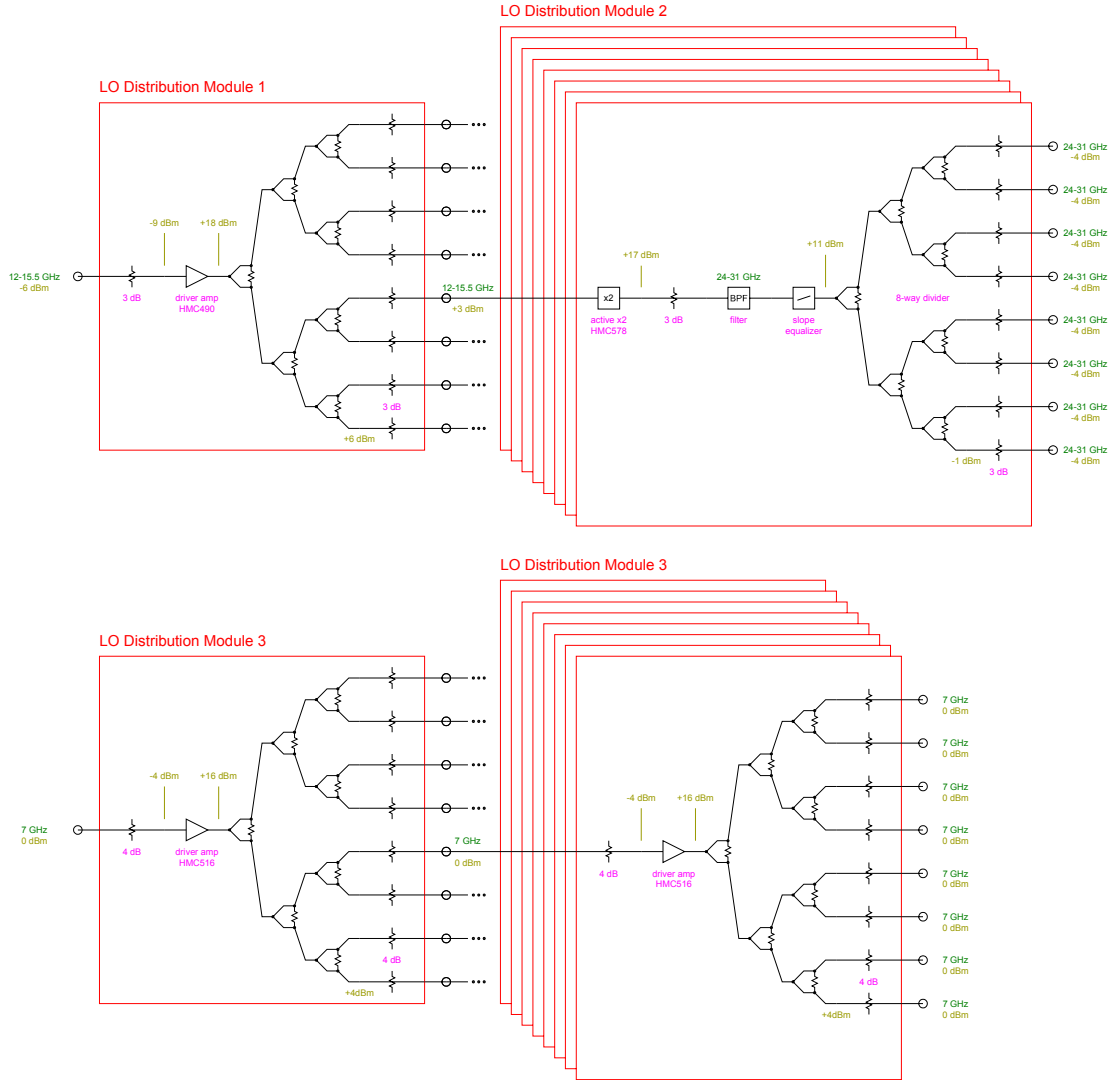 LO Distribution Module 2
LO Distribution Module 1
-9 dBm
+18 dBm
12-15.5 GHz
-6 dBm
3 dB
driver amp
HMC490
3 dB
+6 dBm
12-15.5 GHz
+3 dBm
+17 dBm
x2
active x2
HMC578
3 dB
24-31 GHz
BPF
filter
slope
equalizer
+11 dBm
8-way divider
-1 dBm
3 dB
24-31 GHz
-4 dBm
24-31 GHz
-4 dBm
24-31 GHz
-4 dBm
24-31 GHz
-4 dBm
24-31 GHz
-4 dBm
24-31 GHz
-4 dBm
24-31 GHz
-4 dBm
24-31 GHz
-4 dBm
LO Distribution Module 3
LO Distribution Module 3
-4 dBm
+16 dBm
7 GHz
0 dBm
4 dB
driver amp
HMC516
4 dB
+4dBm
7 GHz
0 dBm
-4 dBm
+16 dBm
4 dB
driver amp
HMC516
4 dB
+4dBm
7 GHz
0 dBm
7 GHz
0 dBm
7 GHz
0 dBm
7 GHz
0 dBm
7 GHz
0 dBm
7 GHz
0 dBm
7 GHz
0 dBm
7 GHz
0 dBm